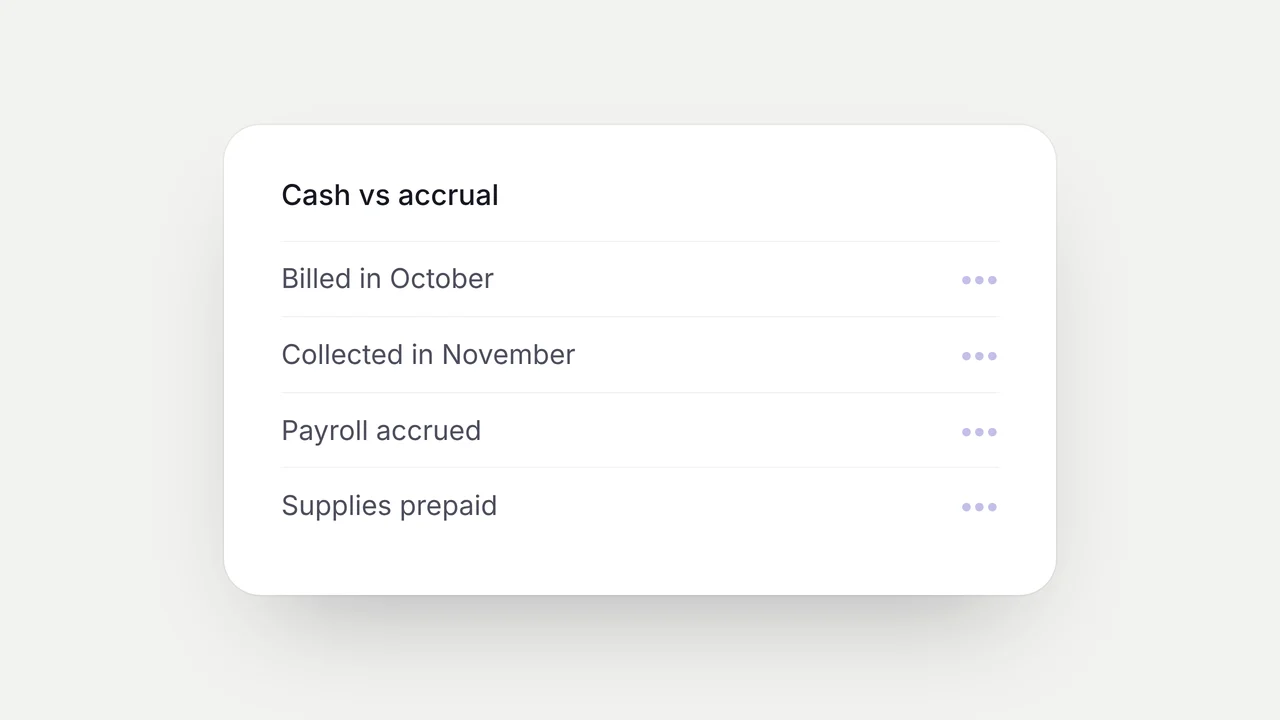 Cash vs accrual
Billed in October
Collected in November
Payroll accrued
Supplies prepaid